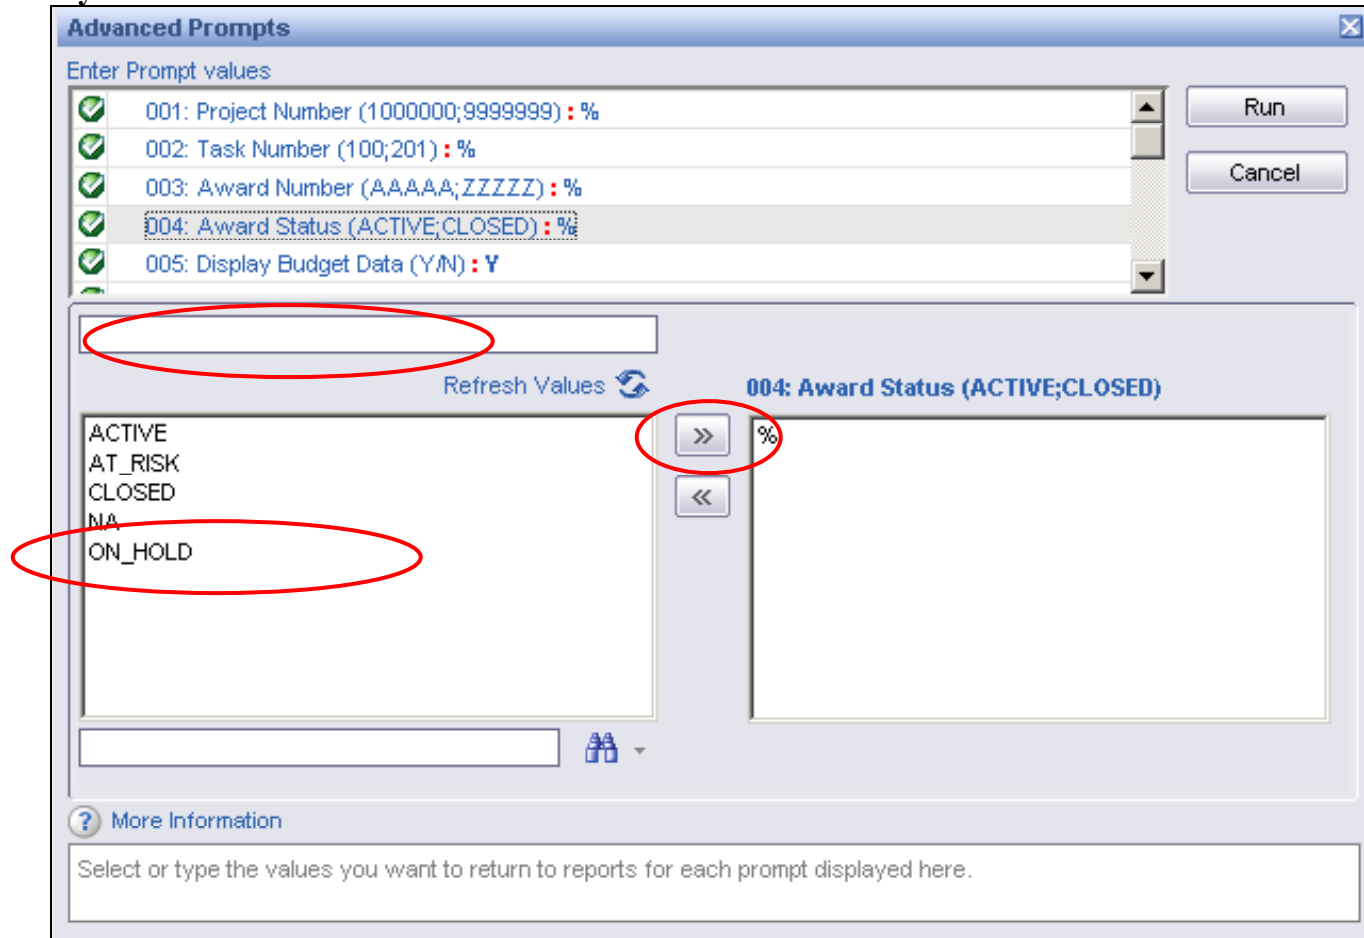 Advanced Prompts
Enter Prompt values
001: Project Number (1000000;9999999) : %
Run
002: Task Number (100;201) : %
Cancel
003: Award Number (AAAAA;ZZZZZ) : %
004: Award Status (ACTIVE;CLOSED) : %
005: Display Budget Data (Y/N) : Y
Refresh Values
004: Award Status (ACTIVE;CLOSED)
>>
%
ACTIVE
AT_RISK
CLOSED
<<
NA
ON_HOLD
? More Information
Select or type the values you want to return to reports for each prompt displayed here.